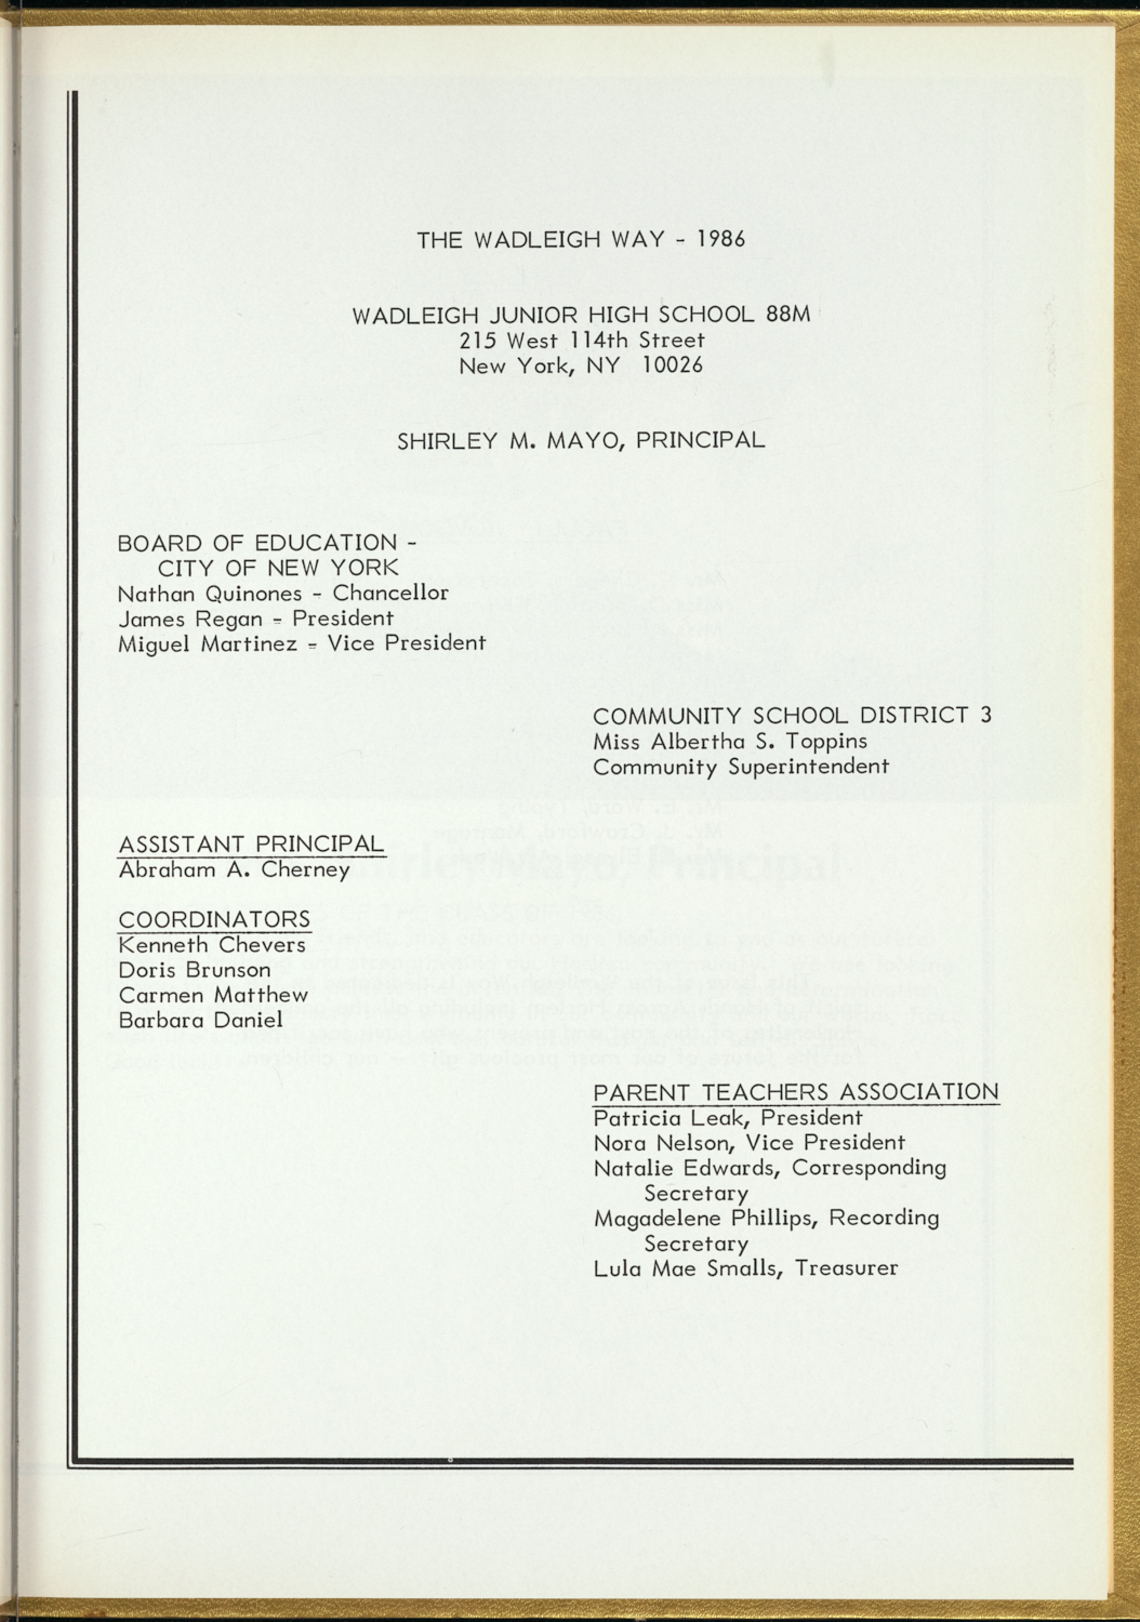 THE WADLEIGH WAY - 1986
WADLEIGH JUNIOR HIGH SCHOOL 88M
215 West 114th Street
New York, NY 10026
SHIRLEY M. MAYO, PRINCIPAL
BOARD OF EDUCATION -
CITY OF NEW YORK
Nathan Quinones - Chancellor
James Regan - President
Miguel Martinez - Vice President
COMMUNITY SCHOOL DISTRICT 3
Miss Albertha S. Toppins
Community Superintendent
ASSISTANT PRINCIPAL
Abraham A. Cherney
COORDINATORS
Kenneth Chevers
Doris Brunson
Carmen Matthew
Barbara Daniel
PARENT TEACHERS ASSOCIATION
Patricia Leak, President
Nora Nelson, Vice President
Natalie Edwards, Corresponding
Secretary
Magadelene Phillips, Recording
Secretary
Lula Mae Smalls, Treasurer